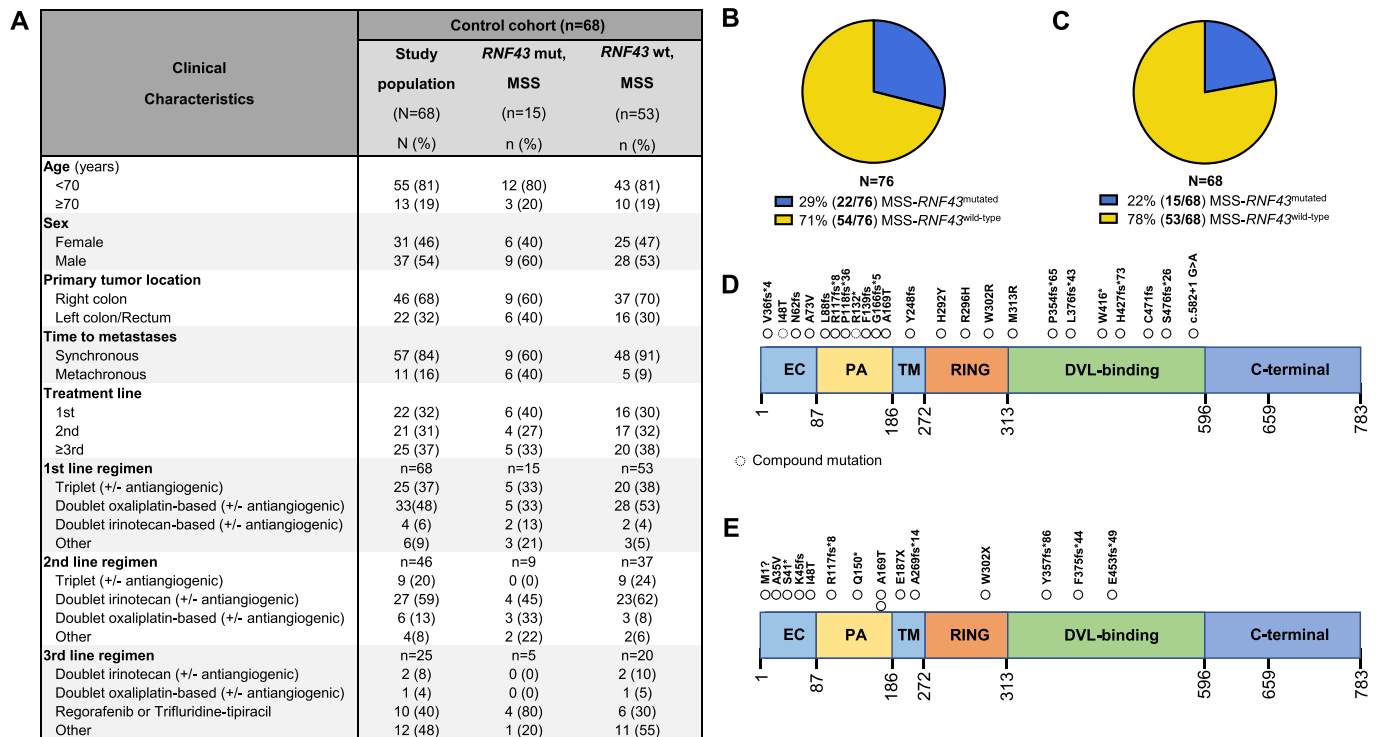 A
Clinical
Characteristics
Control cohort (n=68)
Study
population
(N=68)
N (%)
RNF43 mut,
MSS
(n=15)
n (%)
RNF43 wt,
MSS
(n=53)
n (%)
Age (years)
<70 55 (81) 12 (80) 43 (81)
≥70 13 (19) 3 (20) 10 (19)
Sex
Female 31 (46) 6 (40) 25 (47)
Male 37 (54) 9 (60) 28 (53)
Primary tumor location
Right colon 46 (68) 9 (60) 37 (70)
Left colon/Rectum 22 (32) 6 (40) 16 (30)
Time to metastases
Synchronous 57 (84) 9 (60) 48 (91)
Metachronous 11 (16) 6 (40) 5 (9)
Treatment line
1st 22 (32) 6 (40) 16 (30)
2nd 21 (31) 4 (27) 17 (32)
≥3rd 25 (37) 5 (33) 20 (38)
1st line regimen n=68 n=15 n=53
Triplet (+/- antiangiogenic) 25 (37) 5 (33) 20 (38)
Doublet oxaliplatin-based (+/- antiangiogenic) 33(48) 5 (33) 28 (53)
Doublet irinotecan-based (+/- antiangiogenic) 4 (6) 2 (13) 2 (4)
Other 6(9) 3 (21) 3(5)
2nd line regimen n=46 n=9 n=37
Triplet (+/- antiangiogenic) 9 (20) 0 (0) 9 (24)
Doublet irinotecan (+/- antiangiogenic) 27 (59) 4 (45) 23(62)
Doublet oxaliplatin-based (+/- antiangiogenic) 6 (13) 3 (33) 3 (8)
Other 4(8) 2 (22) 2(6)
3rd line regimen n=25 n=5 n=20
Doublet irinotecan (+/- antiangiogenic) 2 (8) 0 (0) 2 (10)
Doublet oxaliplatin-based (+/- antiangiogenic) 1 (4) 0 (0) 1 (5)
Regorafenib or Trifluridine-tipiracil 10 (40) 4 (80) 6 (30)
Other 12 (48) 1 (20) 11 (55)
B
N=76
29% (22/76) MSS-RNF43mutated
71% (54/76) MSS-RNF43wild-type
C
N=68
22% (15/68) MSS-RNF43mutated
78% (53/68) MSS-RNF43wild-type
D
V36fs*4
I48T
N62fs
A73V
L88fs
R117fs*8
P118fs*36
R132*
F139fs
G166fs*5
A169T
Y248fs
H292Y
R296H
W302R
M313R
P354fs*65
L376fs*43
W416*
H427fs*73
C471fs
S476fs*26
c.582+1 G>A
EC PA TM RING DVL-binding C-terminal
1 87 186 272 313 596 659 783
Compound mutation
E
M1?
A35V
S41*
K45fs
I48T
R117fs*8
Q150*
A169T
E187X
A269fs*14
W302X
Y357fs*86
F375fs*44
E453fs*49
EC PA TM RING DVL-binding C-terminal
1 87 186 272 313 596 659 783